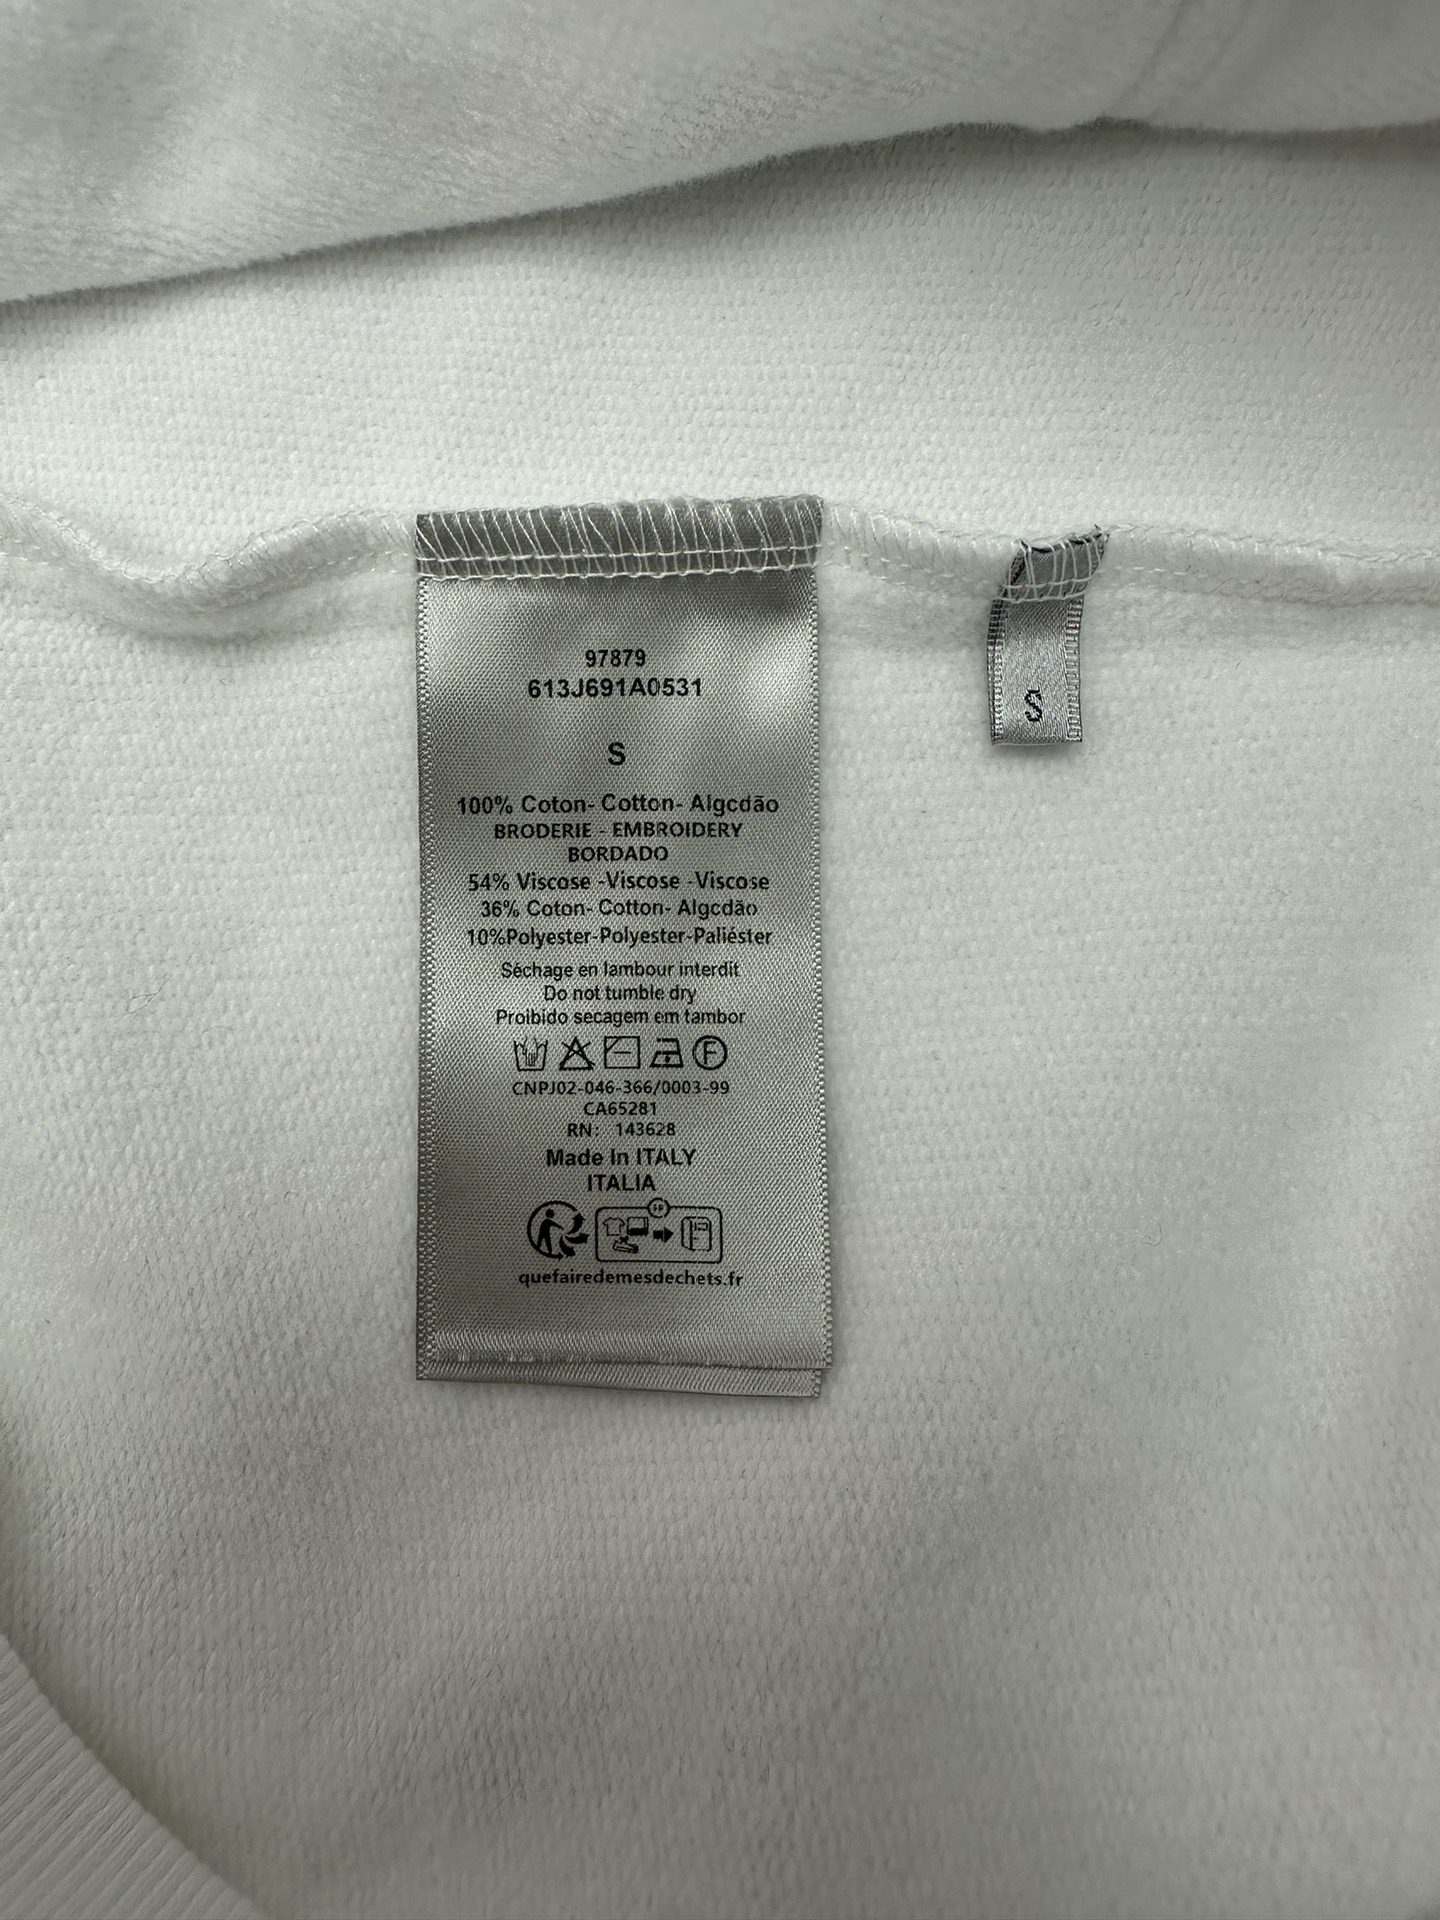 97879
613J691A0531
S
100% Coton- Cotton- Algcdão
BRODERIE - EMBROIDERY
BORDADO
54% Viscose -Viscose -Viscose
36% Coton- Cotton- Algcdão
10%Polyester-Polyester-Paliéster
Séchage en lambour interdit
Do not tumble dry
Proibido secagem em tambor
F
CNPJ02-046-366/0003-99
CA65281
RN: 143628
Made In ITALY
ITALIA
FP
quefairedemesdechets.fr
S